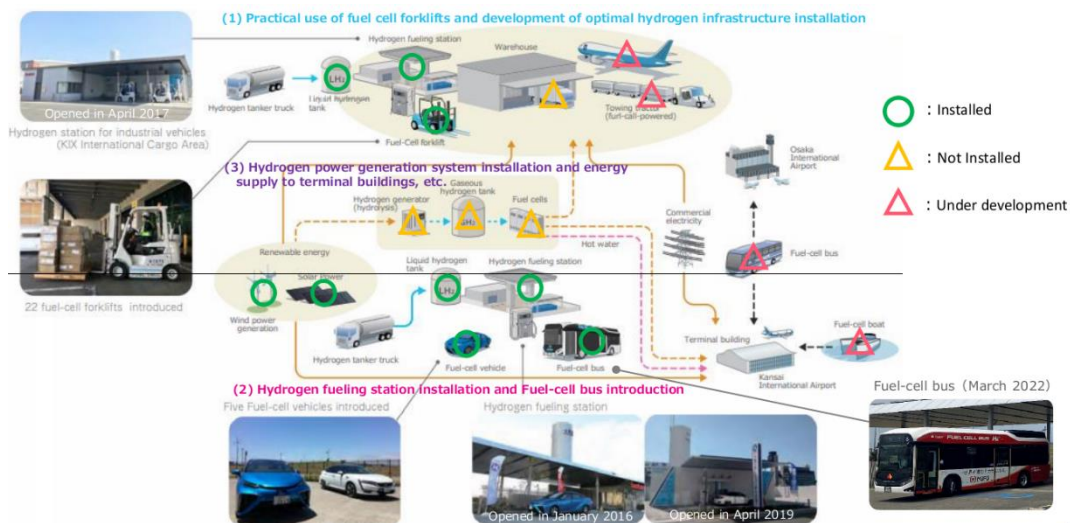 (1) Practical use of fuel cell forklifts and development of optimal hydrogen infrastructure installation
Hydrogen fueling station
Warehouse
Hydrogen tanker truck
LH₂
Liquid hydrogen
tank
Towing tractor
(furl-call-powered)
Fuel-Cell forklift
Opened in April 2017
Hydrogen station for industrial vehicles
(KIX International Cargo Area)
: Installed
: Not Installed
: Under development
Osaka
International
Airport
(3) Hydrogen power generation system installation and energy
supply to terminal buildings, etc.
Gaseous
hydrogen tank
Hydrogen generator
(hydrolysis)
GH₂
Fuel cells
Commercial
electricity
Hot water
Fuel-cell bus
Renewable energy
Solar Power
Wind power
generation
22 fuel-cell forklifts introduced
Liquid hydrogen
tank
LH₂
Hydrogen fueling station
Hydrogen tanker truck
Fuel-cell vehicle
Fuel-cell bus
Terminal building
Fuel-cell boat
Kansai
International Airport
(2) Hydrogen fueling station installation and Fuel-cell bus introduction
Five Fuel-cell vehicles introduced
Hydrogen fueling station
Fuel-cell bus (March 2022)
Opened in January 2016
Opened in April 2019
FUEL CELL BUS